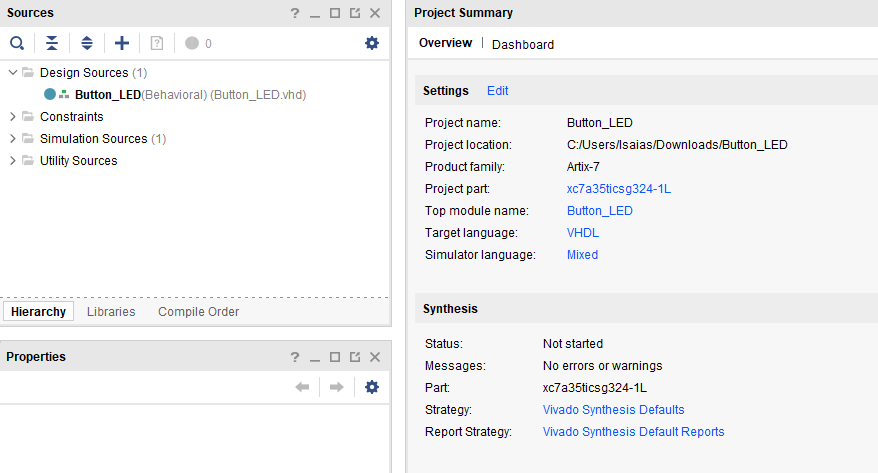 Sources
? _
0
Design Sources (1)
Button_LED(Behavioral) (Button_LED.vhd)
Constraints
Simulation Sources (1)
Utility Sources
Hierarchy Libraries Compile Order
Properties
? _
Project Summary
Overview | Dashboard
Settings Edit
Project name: Button_LED
Project location: C:/Users/Isaias/Downloads/Button_LED
Product family: Artix-7
Project part: xc7a35ticsg324-1L
Top module name: Button_LED
Target language: VHDL
Simulator language: Mixed
Synthesis
Status: Not started
Messages: No errors or warnings
Part: xc7a35ticsg324-1L
Strategy: Vivado Synthesis Defaults
Report Strategy: Vivado Synthesis Default Reports